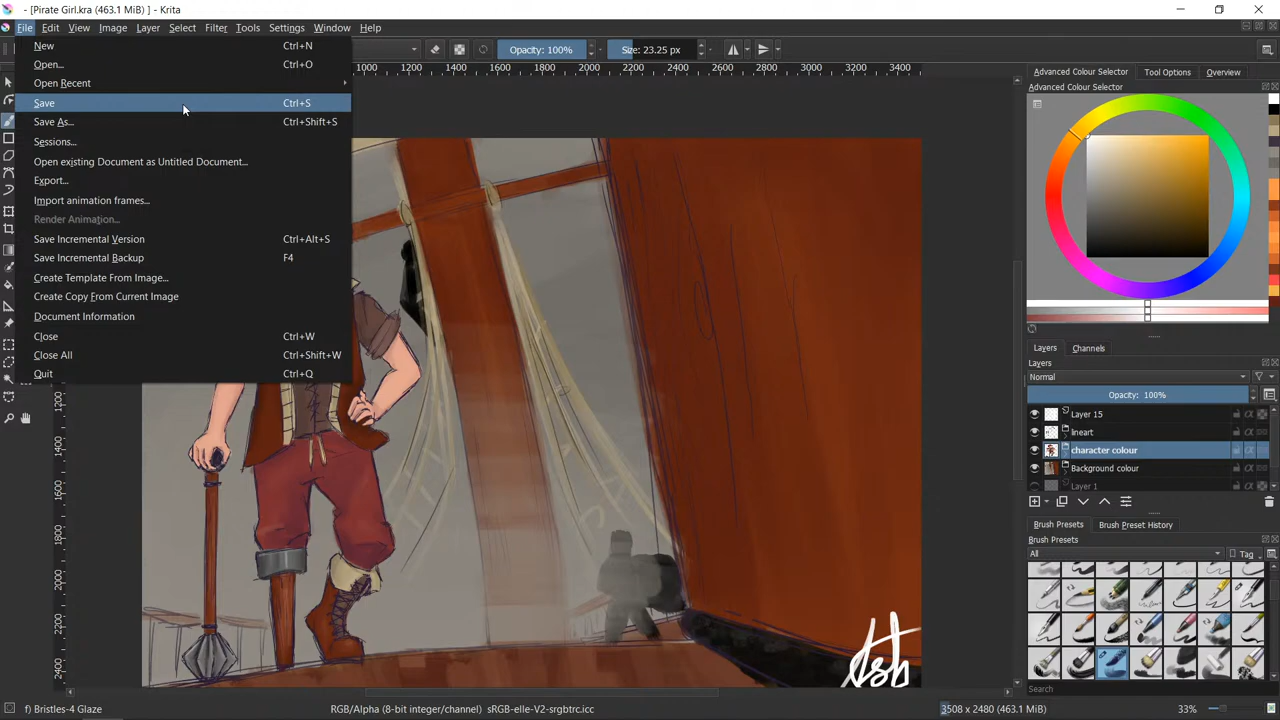 - [Pirate Girl.kra (463.1 MiB) ] - Krita
File Edit View Image Layer Select Filter Tools Settings Window Help
New Ctrl+N
Open... Ctrl+O
Open Recent
Save Ctrl+S
Save As... Ctrl+Shift+S
Sessions...
Open existing Document as Untitled Document...
Export...
Import animation frames...
Render Animation...
Save Incremental Version Ctrl+Alt+S
Save Incremental Backup F4
Create Template From Image...
Create Copy From Current Image
Document Information
Close Ctrl+W
Close All Ctrl+Shift+W
Quit Ctrl+Q
Opacity: 100% Size: 23.25 px
1000 1200 1400 1600 1800 2000 2200 2400 2600 2800 3000 3200 3400
1200
1400
1600
1800
2000
2200
2400
Advanced Colour Selector Tool Options Overview
Advanced Colour Selector
Layers Channels
Layers
Normal
Opacity: 100%
Layer 15
lineart
character colour
Background colour
Layer 1
Brush Presets Brush Preset History
Brush Presets
All Tag
Search
f) Bristles-4 Glaze RGB/Alpha (8-bit integer/channel) sRGB-elle-V2-srgbtrc.icc 3508 x 2480 (463.1 MiB) 33%